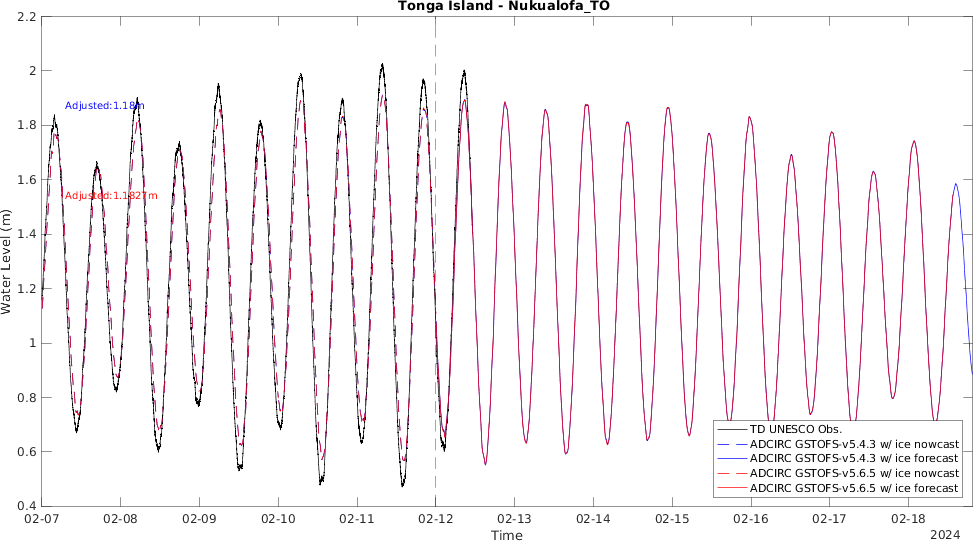 Tonga Island - Nukualofa_TO
2.2
2
1.8
1.6
1.4
1.2
1
0.8
0.6
0.4
Water Level (m)
Adjusted:1.18m
Adjusted:1.1827m
TD UNESCO Obs.
ADCIRC GSTOFS-v5.4.3 w/ ice nowcast
ADCIRC GSTOFS-v5.4.3 w/ ice forecast
ADCIRC GSTOFS-v5.6.5 w/ ice nowcast
ADCIRC GSTOFS-v5.6.5 w/ ice forecast
02-07 02-08 02-09 02-10 02-11 02-12 02-13 02-14 02-15 02-16 02-17 02-18
Time
2024